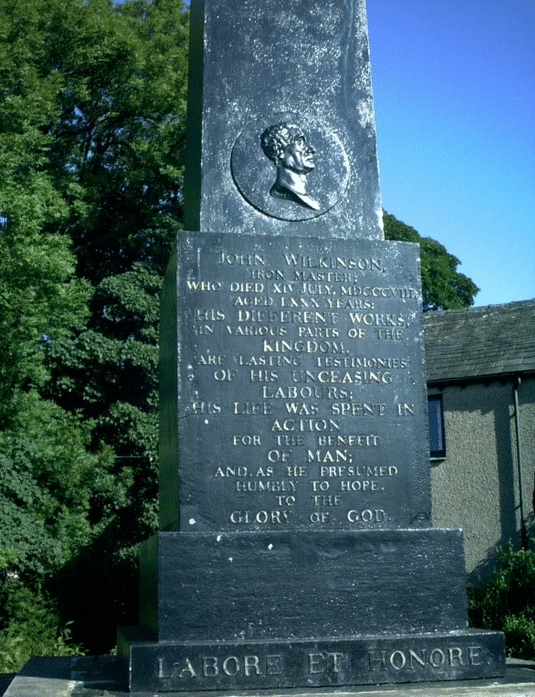 JOHN WILKINSON,
IRON MASTER;
WHO DIED XIV JULY, MDCCCVIII,
AGED LXXX YEARS;
HIS DIFFERENT WORKS,
IN VARIOUS PARTS OF THE
KINGDOM,
ARE LASTING TESTIMONIES
OF HIS UNCEASING
LABOURS;
HIS LIFE WAS SPENT IN
ACTION
FOR THE BENEFIT
OF MAN;
AND, AS HE PRESUMED
HUMBLY TO HOPE,
TO THE
GLORY OF GOD.
LABORE ET HONORE.